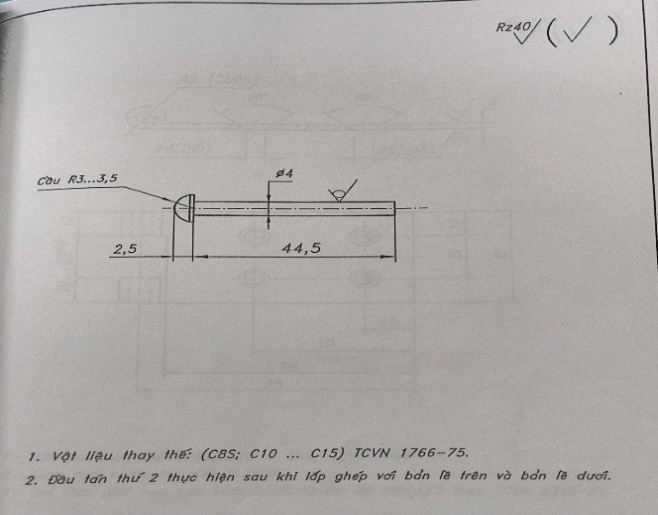 Rz40 ( )
Cầu R3...3,5
ø4
2,5
44,5
1. Vật liệu thay thế: (C8S; C10 ... C15) TCVN 1766-75.
2. Đầu tán thứ 2 thực hiện sau khi lắp ghép với bản lề trên và bản lề dưới.